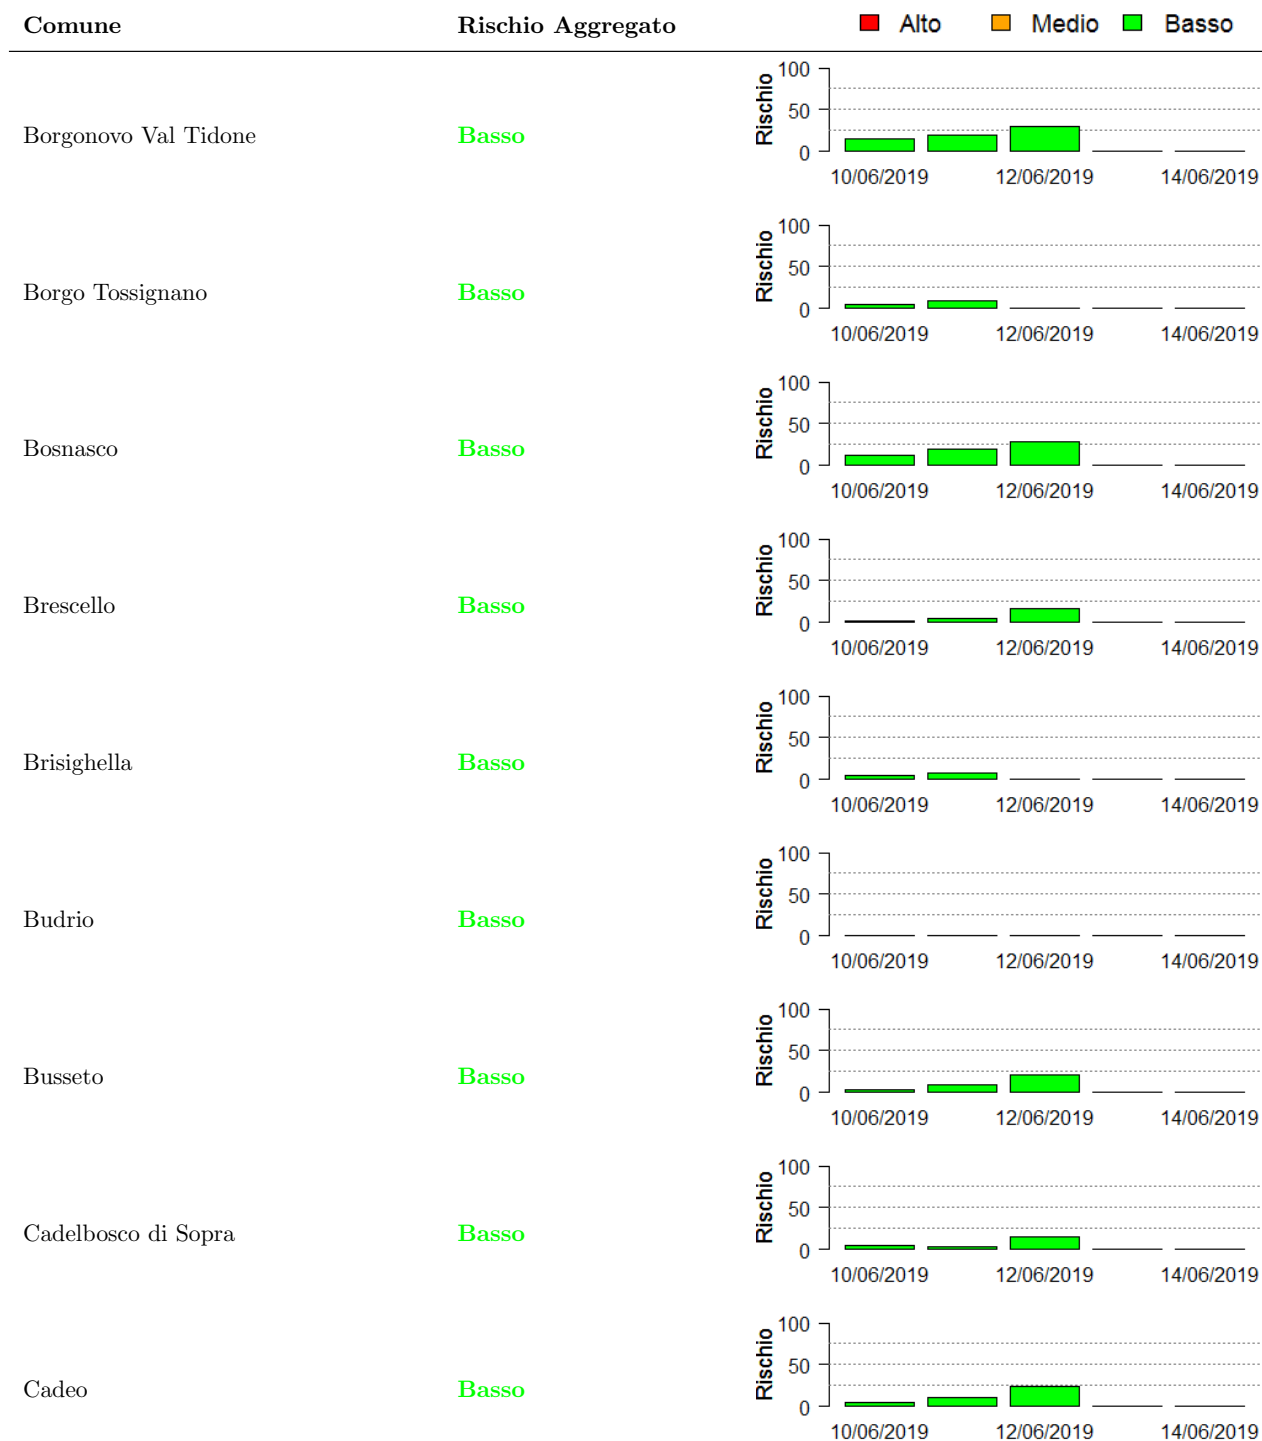 Comune Rischio Aggregato Alto Medio Basso
100
50
0
Rischio
Borgonovo Val Tidone Basso
10/06/2019 12/06/2019 14/06/2019
100
50
0
Rischio
Borgo Tossignano Basso
10/06/2019 12/06/2019 14/06/2019
100
50
0
Rischio
Bosnasco Basso
10/06/2019 12/06/2019 14/06/2019
100
50
0
Rischio
Brescello Basso
10/06/2019 12/06/2019 14/06/2019
100
50
0
Rischio
Brisighella Basso
10/06/2019 12/06/2019 14/06/2019
100
50
0
Rischio
Budrio Basso
10/06/2019 12/06/2019 14/06/2019
100
50
0
Rischio
Busseto Basso
10/06/2019 12/06/2019 14/06/2019
100
50
0
Rischio
Cadelbosco di Sopra Basso
10/06/2019 12/06/2019 14/06/2019
100
50
0
Rischio
Cadeo Basso
10/06/2019 12/06/2019 14/06/2019